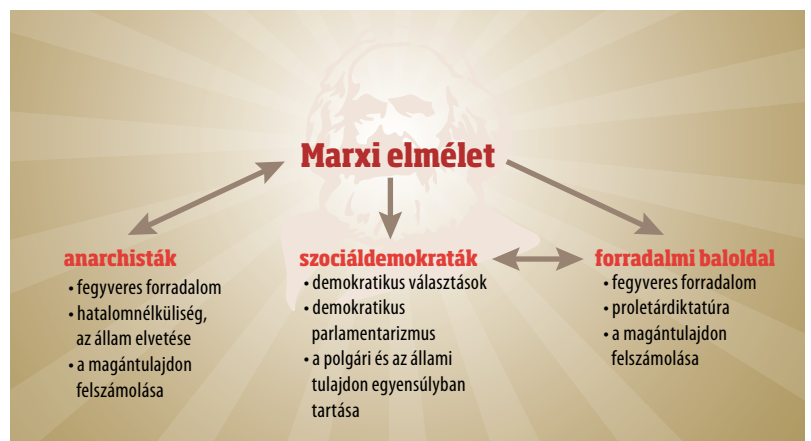 Marxi elmélet
anarchisták
• fegyveres forradalom
• hatalomnélküliség,
az állam elvetése
• a magántulajdon
felszámolása
szociáldemokraták
• demokratikus választások
• demokratikus
parlamentarizmus
• a polgári és az állami
tulajdon egyensúlyban
tartása
forradalmi baloldal
• fegyveres forradalom
• proletárdiktatúra
• a magántulajdon
felszámolása